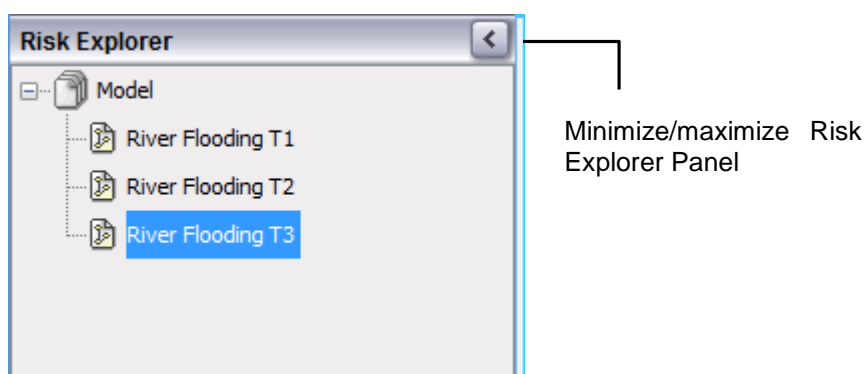 Risk Explorer
Model
River Flooding T1
River Flooding T2
River Flooding T3
Minimize/maximize Risk
Explorer Panel